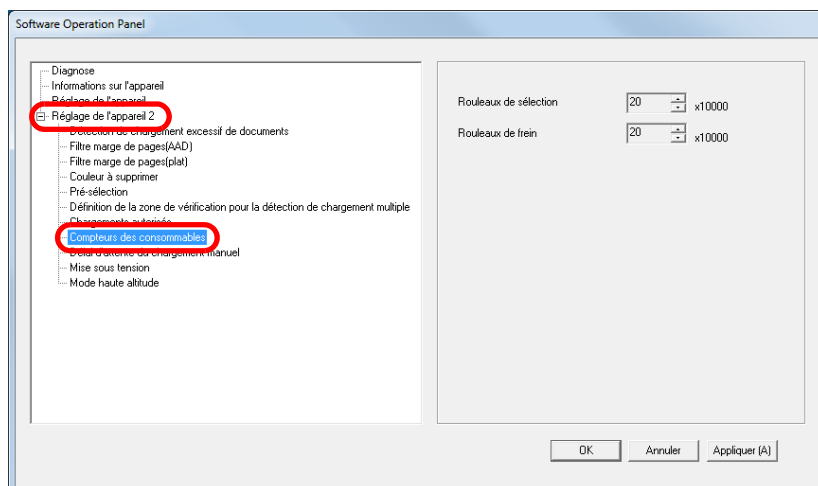 Software Operation Panel
Diagnose
Informations sur l'appareil
Réglage de l'appareil
Réglage de l'appareil 2
Détection de chargement excessif de documents
Filtre marge de pages(AAD)
Filtre marge de pages(plat)
Couleur à supprimer
Pré-sélection
Définition de la zone de vérification pour la détection de chargement multiple
Chargements autorisés
Compteurs des consommables
Délai d'attente du chargement manuel
Mise sous tension
Mode haute altitude
Rouleaux de sélection 20 x10000
Rouleaux de frein 20 x10000
OK Annuler Appliquer (A)